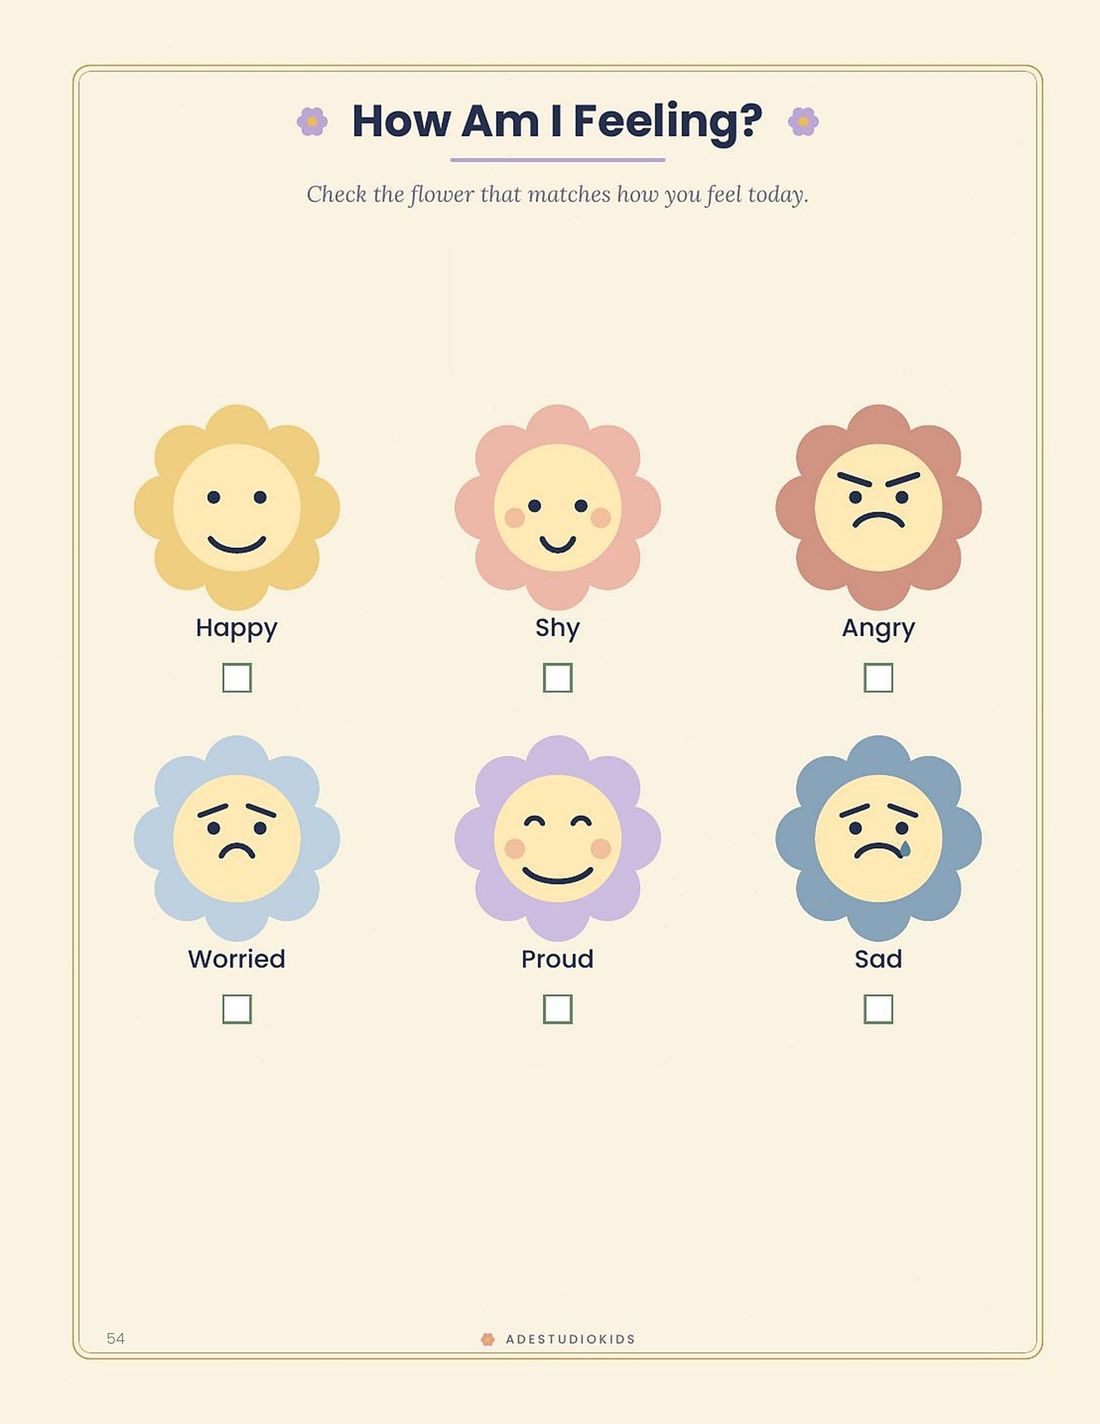 How Am I Feeling?
Check the flower that matches how you feel today.
Happy Shy Angry
Worried Proud Sad
54 ADESTUDIOKIDS